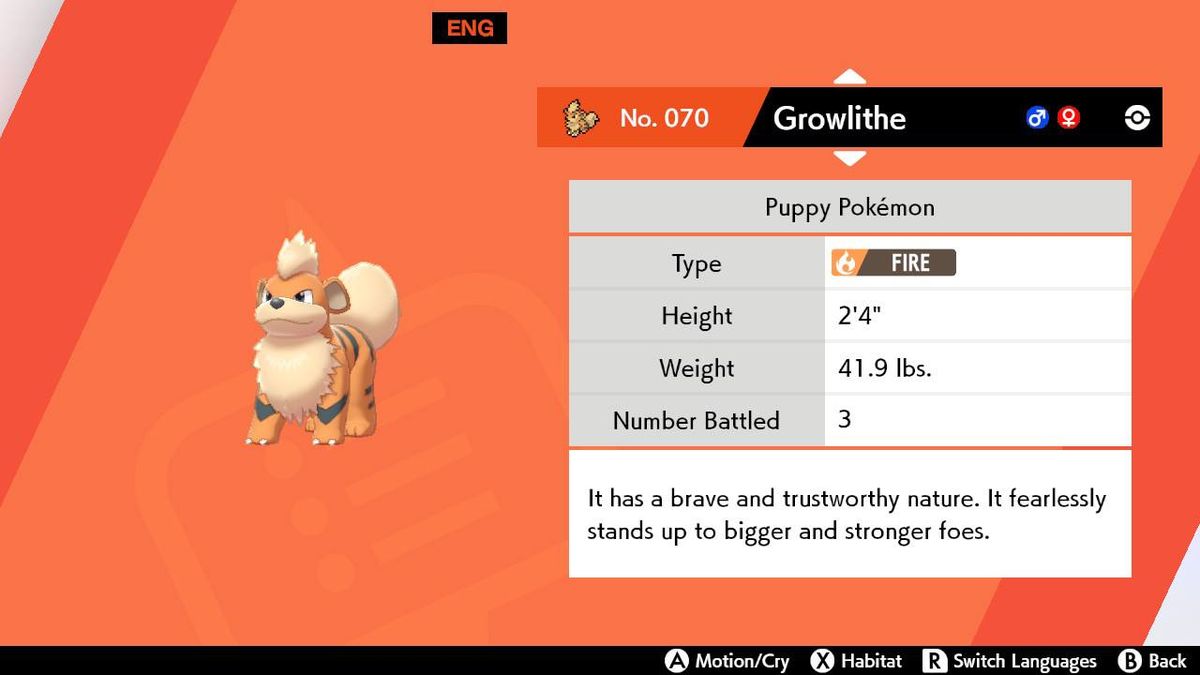 ENG
No. 070 Growlithe
Puppy Pokémon
Type FIRE
Height 2'4"
Weight 41.9 lbs.
Number Battled 3
It has a brave and trustworthy nature. It fearlessly
stands up to bigger and stronger foes.
A Motion/Cry X Habitat R Switch Languages B Back